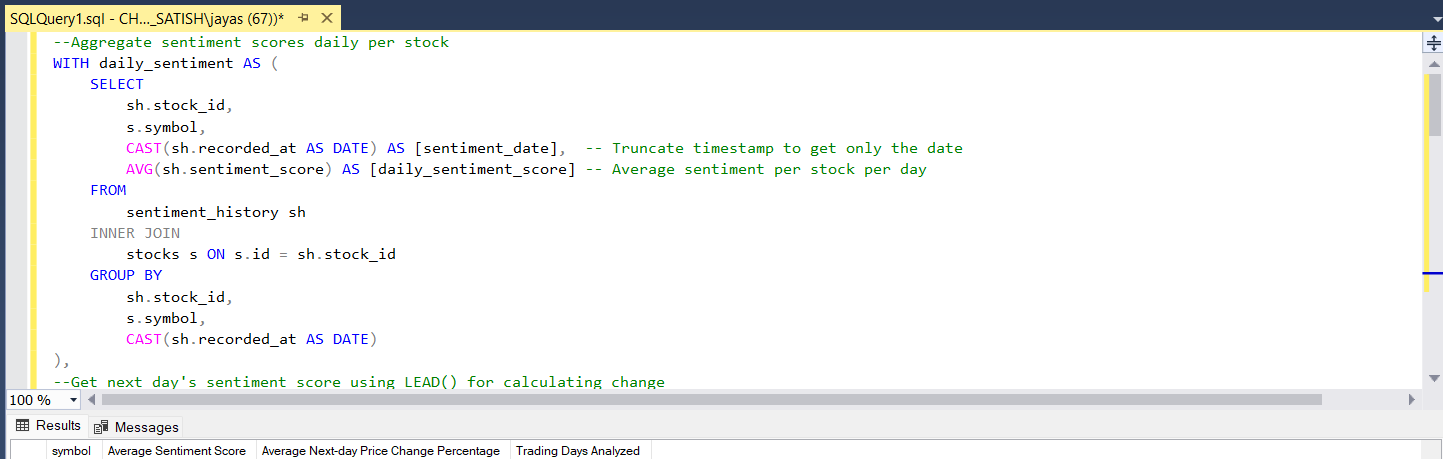 SQLQuery1.sql - CH..._SATISH\jayas (67))*
--Aggregate sentiment scores daily per stock
WITH daily_sentiment AS (
SELECT
sh.stock_id,
s.symbol,
CAST(sh.recorded_at AS DATE) AS [sentiment_date], -- Truncate timestamp to get only the date
AVG(sh.sentiment_score) AS [daily_sentiment_score] -- Average sentiment per stock per day
FROM
sentiment_history sh
INNER JOIN
stocks s ON s.id = sh.stock_id
GROUP BY
sh.stock_id,
s.symbol,
CAST(sh.recorded_at AS DATE)
),
--Get next day's sentiment score using LEAD() for calculating change
100 %
Results Messages
symbol Average Sentiment Score Average Next-day Price Change Percentage Trading Days Analyzed